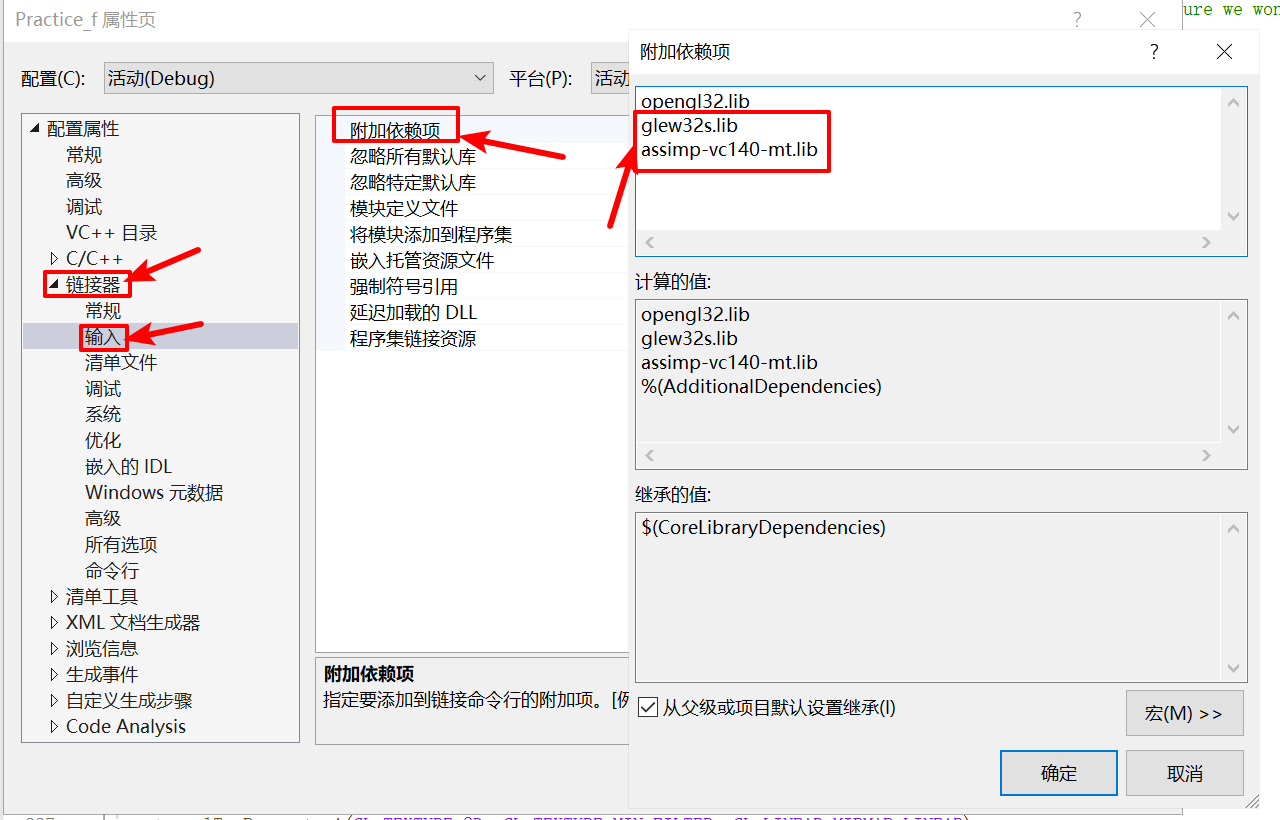 Practice_f 属性页
ure we won
配置(C):
活动(Debug)
平台(P):
活动
配置属性
常规
高级
调试
VC++ 目录
C/C++
链接器
常规
输入
清单文件
调试
系统
优化
嵌入的 IDL
Windows 元数据
高级
所有选项
命令行
清单工具
XML 文档生成器
浏览信息
生成事件
自定义生成步骤
Code Analysis
附加依赖项
忽略所有默认库
忽略特定默认库
模块定义文件
将模块添加到程序集
嵌入托管资源文件
强制符号引用
延迟加载的 DLL
程序集链接资源
附加依赖项
指定要添加到链接命令行的附加项。[例
附加依赖项
opengl32.lib
glew32s.lib
assimp-vc140-mt.lib
计算的值:
opengl32.lib
glew32s.lib
assimp-vc140-mt.lib
%(AdditionalDependencies)
继承的值:
$(CoreLibraryDependencies)
从父级或项目默认设置继承(I)
宏(M) >>
确定
取消